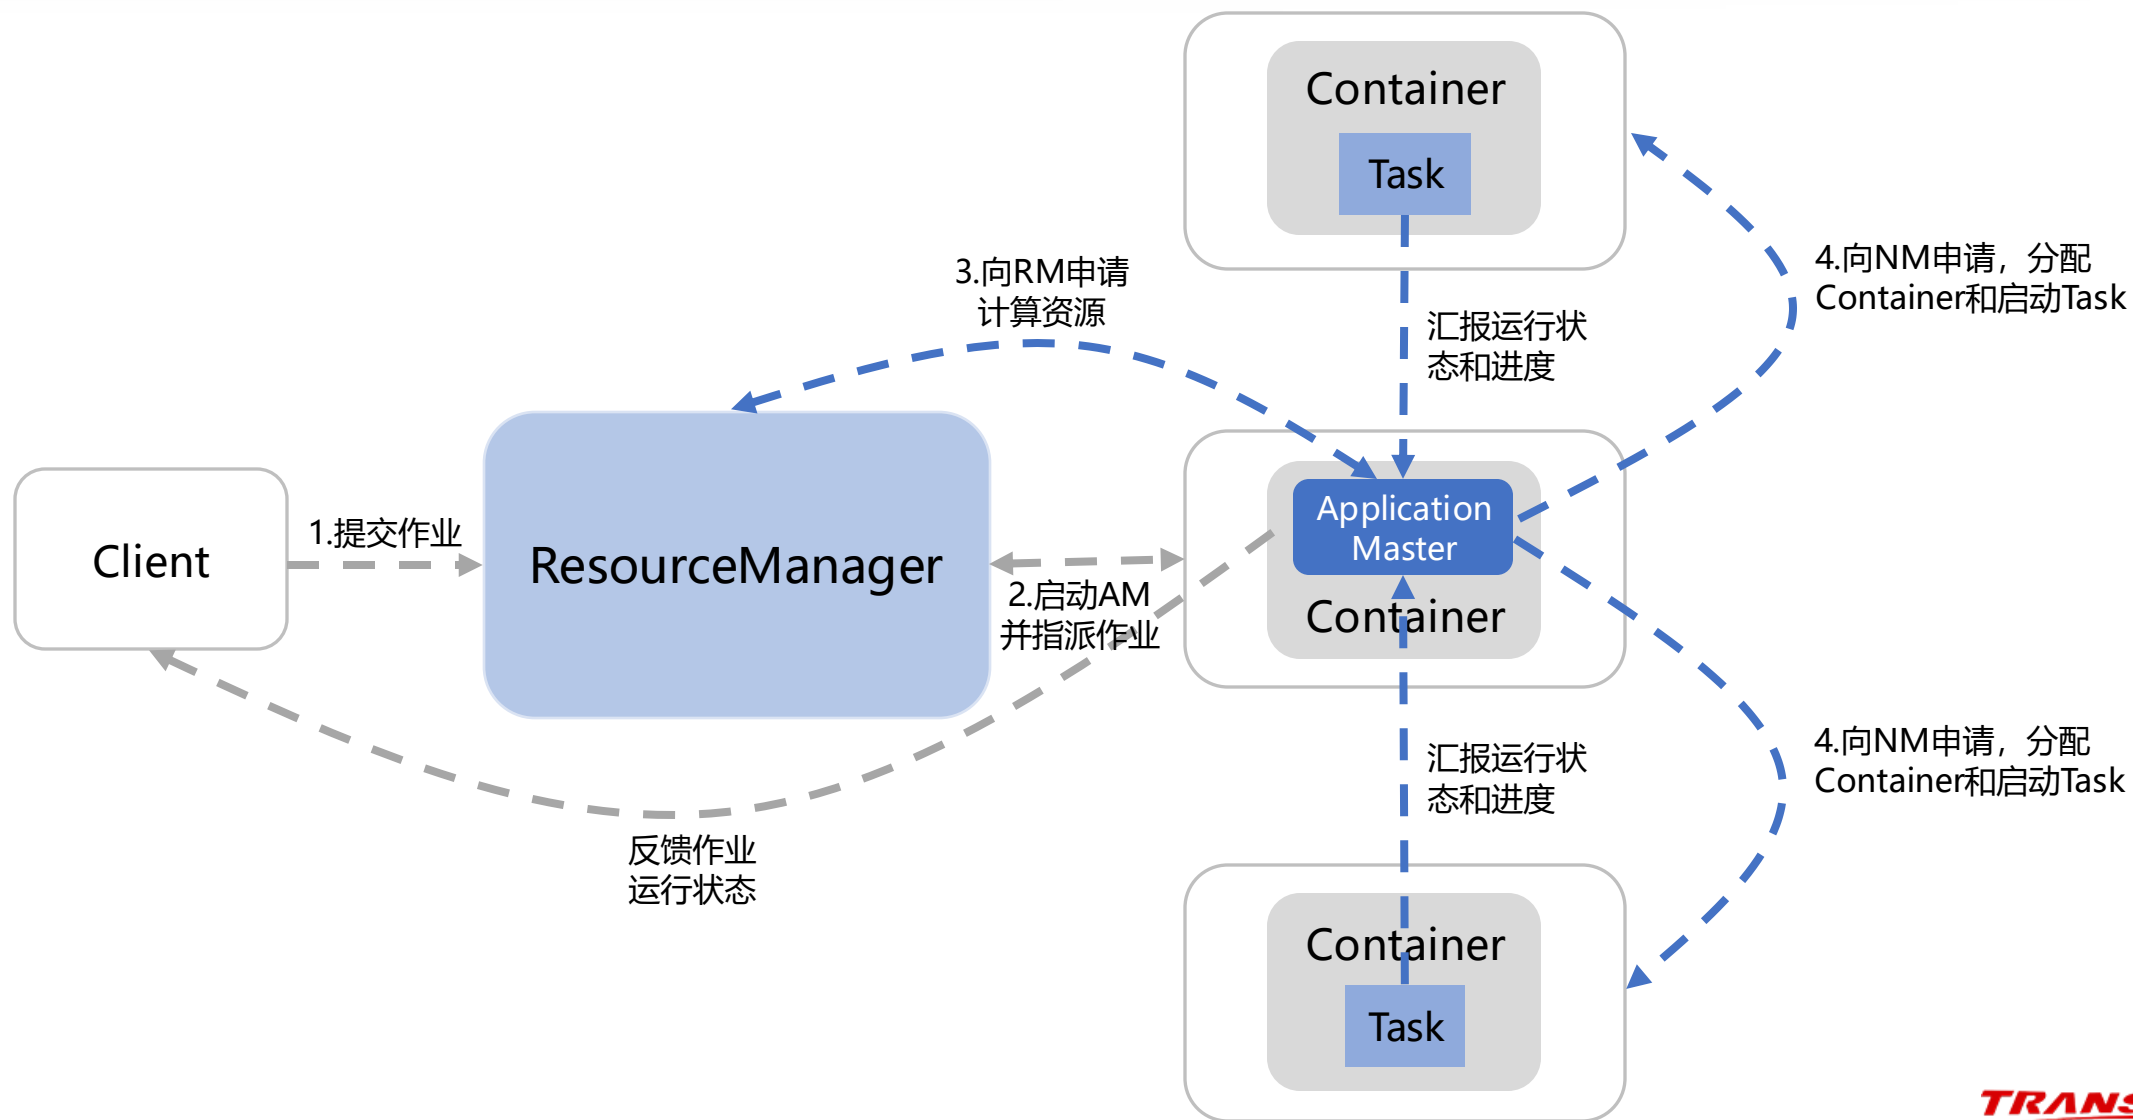 Container
Task
3.向RM申请
计算资源
4.向NM申请，分配
Container和启动Task
汇报运行状
态和进度
Client
1.提交作业
ResourceManager
2.启动AM
并指派作业
Application
Master
Container
汇报运行状
态和进度
4.向NM申请，分配
Container和启动Task
反馈作业
运行状态
Container
Task
TRANS